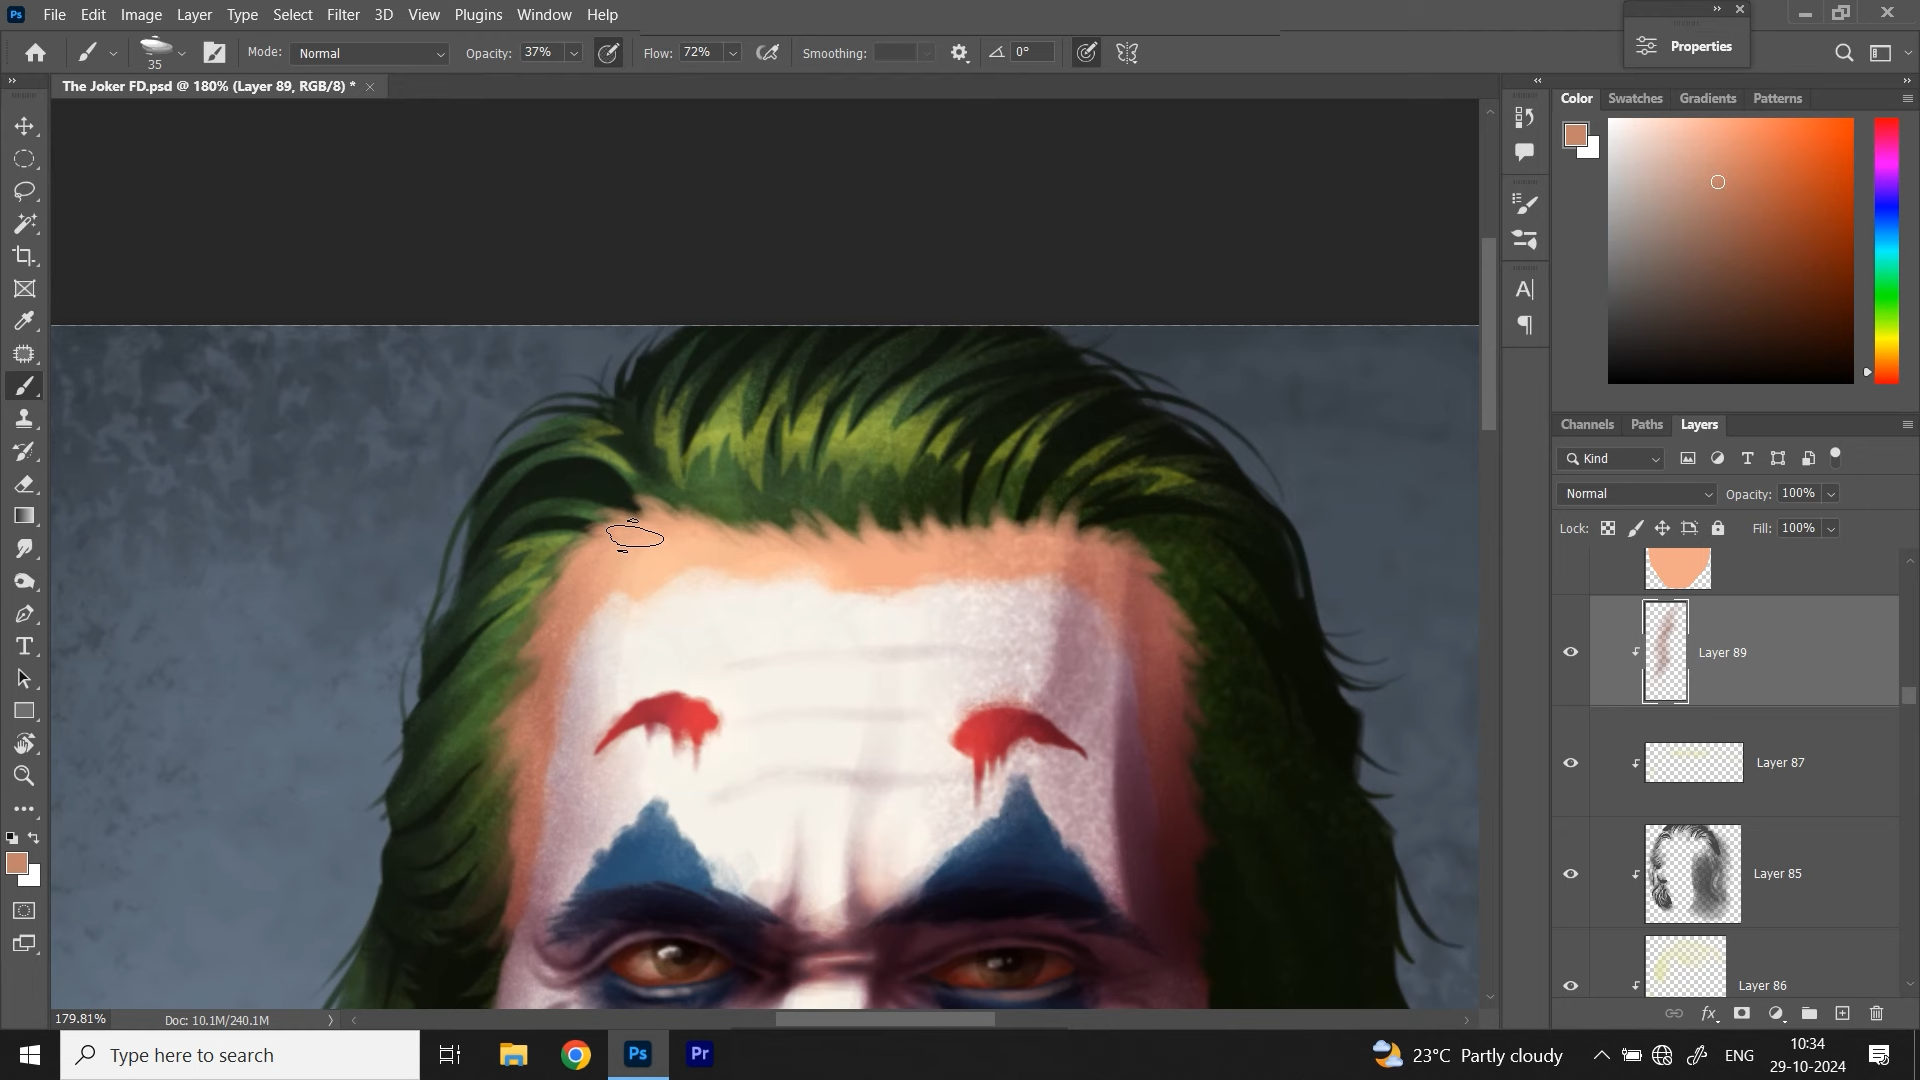 Ps File Edit Image Layer Type Select Filter 3D View Plugins Window Help
Properties
35 Mode: Normal Opacity: 37% Flow: 72% Smoothing: 0°
The Joker FD.psd @ 180% (Layer 89, RGB/8) *
Color Swatches Gradients Patterns
Channels Paths Layers
Kind
Normal Opacity: 100%
Lock: Fill: 100%
Layer 89
Layer 87
Layer 85
Layer 86
179.81% Doc: 10.1M/240.1M
Type here to search
Ps Pr
23°C Partly cloudy ENG
10:34
29-10-2024